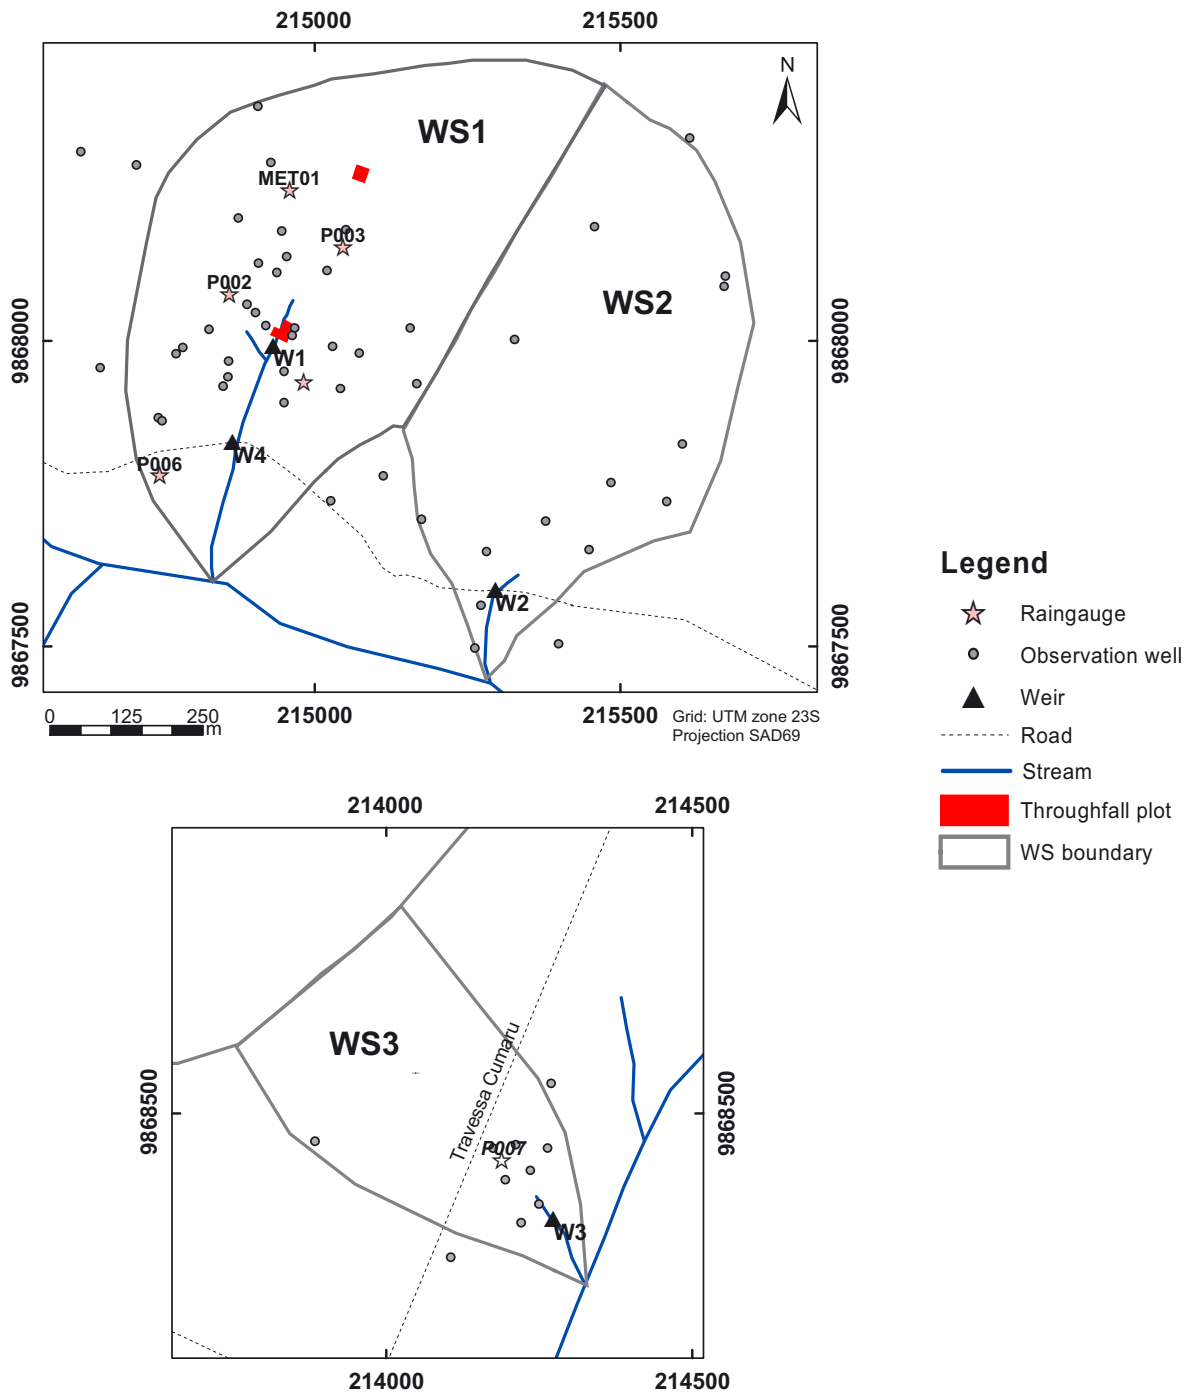 215000
215500
N
WS1
MET01
P003
WS2
P002
9868000
9868000
W1
W4
P006
W2
9867500
9867500
0
125
250
m
215000
215500
Grid: UTM zone 23S
Projection SAD69
Legend
Raingauge
Observation well
Weir
Road
Stream
Throughfall plot
WS boundary
214000
214500
WS3
Travessa Cumaru
9868500
9868500
P007
W3
214000
214500